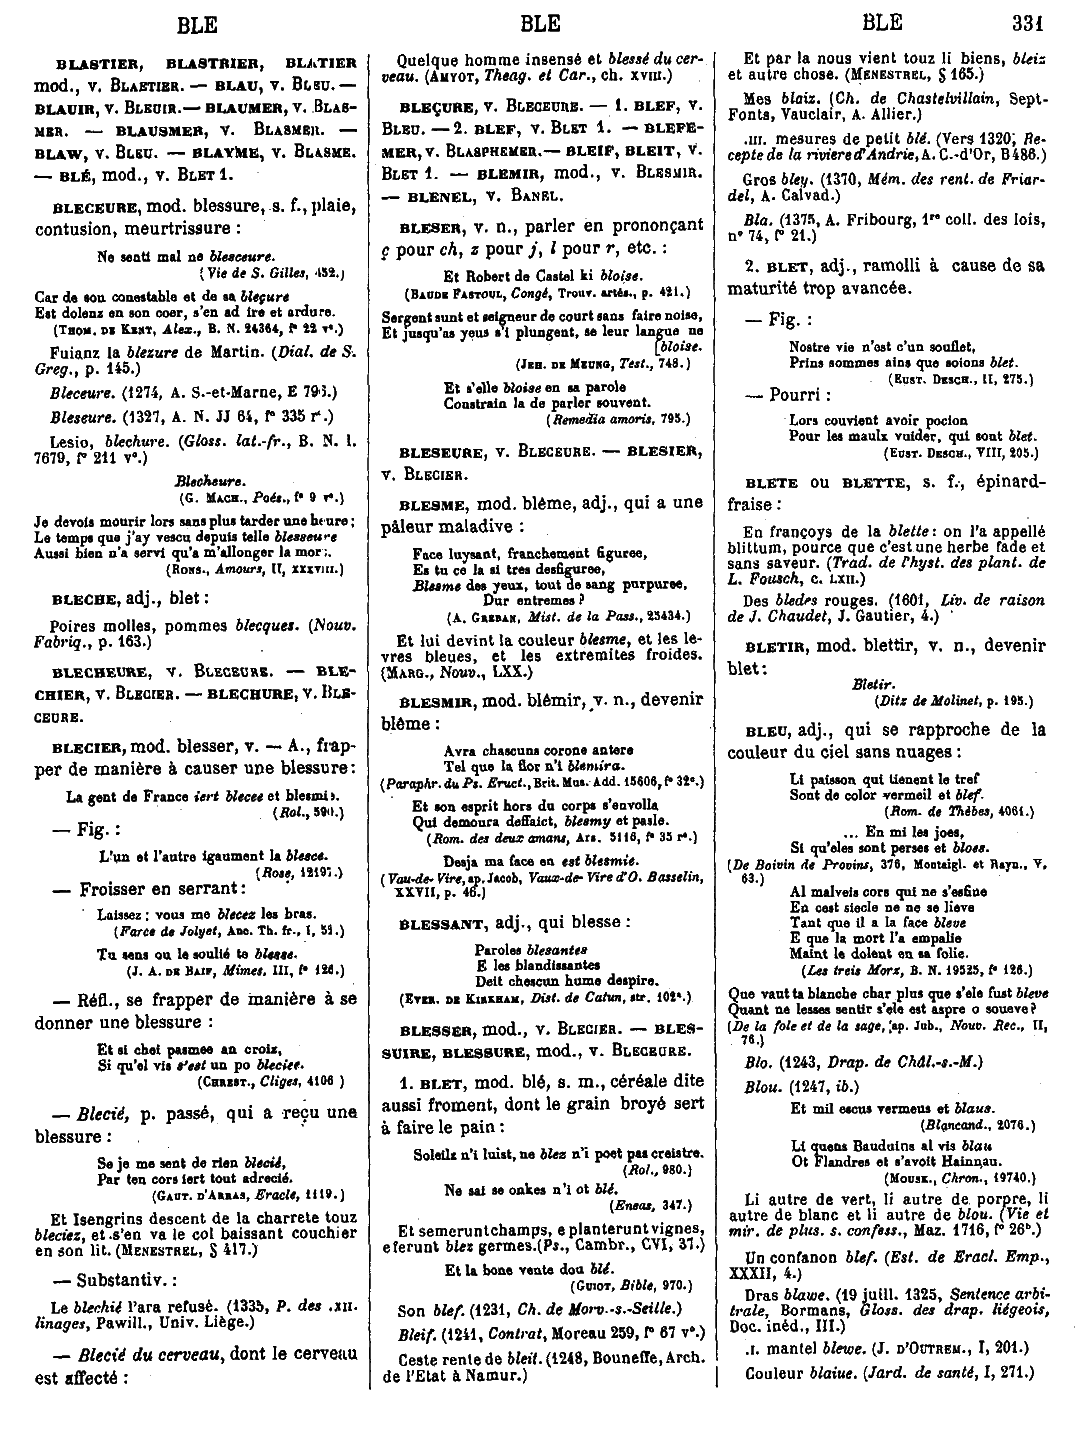 BLE
BLE
BLE
331
BLASTIER, BLASTRIER, BLATIER
mod., v. BLAETIER. — BLAU, v. BLEU. —
BLAUIR, v. BLEUIR. — BLAUMER, v. BLAS-
MER. — BLAUSMER, v. BLASMER. —
BLAW, v. BLEU. — BLAYME, v. BLASME.
— BLÉ, mod., v. BLET 1.
BLECEURE, mod. blessure, s. f., plaie,
contusion, meurtrissure :
Ne senti mal ne blesceure.
(Vie de S. Gilles, 452.)
Car de son conestable et de sa bleçure
Est dolenz en son coer, s'en ad ire et ardure.
(THOM. DE KENT, Alex., B. N. 24364, f° 22 v°.)
Fuianz la blezure de Martin. (Dial. de S.
Greg., p. 145.)
Bleceure. (1274, A. S.-et-Marne, E 796.)
Bleseure. (1327, A. N. JJ 64, f° 335 r°.)
Lesio, blechure. (Gloss. lat.-fr., B. N. l.
7679, f° 211 v°.)
Blecheure.
(G. MACH., Poés., f° 9 r°.)
Je devois mourir lors sans plus tarder une heure ;
Le temps que j'ay vescu depuis telle blesseure
Aussi bien n'a servi qu'a m'allonger la mort.
(RONS., Amours, II, XXXVIII.)
BLECHE, adj., blet :
Poires molles, pommes blecques. (Nouv.
Fabriq., p. 163.)
BLECHEURE, v. BLECEURE. — BLE-
CHIER, v. BLECIER. — BLECHURE, v. BLE-
CEURE.
BLECIER, mod. blesser, v. — A., frap-
per de manière à causer une blessure :
La gent de France iert blecee et blesmie.
(Rol., 590.)
— Fig. :
L'un et l'autre igaument la blesce.
(Rose, 12197.)
— Froisser en serrant :
Laissez ; vous me blecez les bras.
(Farce de Jolyet, Anc. Th. fr., I, 51.)
Tu sens ou le soulié te blesse.
(J. A. DE BAIF, Mimes, III, f° 126.)
— Réfl., se frapper de manière à se
donner une blessure :
Et si chet pasmee an croiz,
Si qu'el vis s'est un po bleciee.
(CHREST., Cliges, 4106 )
— Blecié, p. passé, qui a reçu une
blessure :
Se je me sent de rien blecié,
Par ten cors iert tout adrecié.
(GAUT. D'ARRAS, Eracle, 1119.)
Et Isengrins descent de la charrete touz
bleciez, et s'en va le col baissant couchier
en son lit. (MENESTREL, § 417.)
— Substantiv. :
Le blechié l'ara refusé. (1335, P. des .XII.
linages, Pawill., Univ. Liège.)
— Blecié du cerveau, dont le cerveau
est affecté :
Quelque homme insensé et blessé du cer-
veau. (AMYOT, Theag. et Car., ch. XVIII.)
BLEÇURE, v. BLECEURE. — 1. BLEF, v.
BLEU. — 2. BLEF, v. BLET 1. — BLEFE-
MER, v. BLASPHEMER. — BLEIF, BLEIT, v.
BLET 1. — BLEMIR, mod., v. BLESMIR.
— BLENEL, v. BANEL.
BLESER, v. n., parler en prononçant
ç pour ch, z pour j, l pour r, etc. :
Et Robert de Castel ki bloise.
(BAUDE FASTOUL, Congé, Trouv. artés., p. 421.)
Sergent sunt et seigneur de court sans faire noise,
Et jusqu'as yeus s'i plungent, se leur langue ne
[bloise.
(JEH. DE MEUNG, Test., 748.)
Et s'elle bloise en sa parole
Constrain la de parler souvent.
(Remedia amoris, 795.)
BLESEURE, v. BLECEURE. — BLESIER,
v. BLECIER.
BLESME, mod. blême, adj., qui a une
pâleur maladive :
Face luysant, franchement figuree,
Es tu ce la si tres desfiguree,
Blesme des yeux, tout de sang purpuree,
Dur entremes ?
(A. GREBAN, Mist. de la Pass., 25434.)
Et lui devint la couleur blesme, et les le-
vres bleues, et les extremites froides.
(MARG., Nouv., LXX.)
BLESMIR, mod. blêmir, v. n., devenir
blême :
Avra chascuns corone antere
Tel que la flor n'i blemira.
(Paraphr. du Ps. Eruct., Brit. Mus. Add. 15606, f° 32c.)
Et son esprit hors du corps s'envolla
Qui demoura deffaict, blesmy et pasle.
(Rom. des deux amans, Ars. 5116, f° 35 r°.)
Desja ma face en est blesmie.
(Vau-de-Vire, ap. Jacob, Vaux-de-Vire d'O. Basselin,
XXVII, p. 46.)
BLESSANT, adj., qui blesse :
Paroles blesantes
E les blandissantes
Deit chescun hume despire.
(EVER. DE KIRKHAM, Dist. de Catun, str. 102a.)
BLESSER, mod., v. BLECIER. — BLES-
SUIRE, BLESSURE, mod., v. BLECEURE.
1. BLET, mod. blé, s. m., céréale dite
aussi froment, dont le grain broyé sert
à faire le pain :
Soleilz n'i luist, ne blez n'i poet pas creistre.
(Rol., 980.)
Ne sai se onkes n'i ot blé.
(Eneas, 347.)
Et semerunt champs, e planterunt vignes,
e ferunt blez germes. (Ps., Cambr., CVI, 37.)
Et la bone vente dou blé.
(GUIOT, Bible, 970.)
Son blef. (1231, Ch. de Morv.-s.-Seille.)
Bleif. (1241, Contrat, Moreau 259, f° 67 v°.)
Ceste rente de bleit. (1248, Bouneffe, Arch.
de l'Etat à Namur.)
Et par la nous vient touz li biens, bleiz
et autre chose. (MENESTREL, § 165.)
Mes blaiz. (Ch. de Chastelvillain, Sept-
Fonts, Vauclair, A. Allier.)
.III. mesures de petit blé. (Vers 1320, Re-
cepte de la riviere d'Andrie, A. C.-d'Or, B 486.)
Gros bley. (1370, Mém. des rent. de Friar-
del, A. Calvad.)
Bla. (1375, A. Fribourg, 1re coll. des lois,
n° 74, f° 21.)
2. BLET, adj., ramolli à cause de sa
maturité trop avancée.
— Fig. :
Nostre vie n'est c'un souflet,
Prins sommes ains que soions blet.
(EUST. DESCH., II, 275.)
— Pourri :
Lors couvient avoir pocion
Pour les maulx vuider, qui sont blet.
(EUST. DESCH., VIII, 205.)
BLETE OU BLETTE, s. f., épinard-
fraise :
En françoys de la blette : on l'a appellé
blittum, pource que c'est une herbe fade et
sans saveur. (Trad. de l'hyst. des plant. de
L. Fousch, c. LXII.)
Des bledes rouges. (1601, Liv. de raison
de J. Chaudet, J. Gautier, 4.)
BLETIR, mod. blettir, v. n., devenir
blet :
Bletir.
(Ditz de Molinet, p. 195.)
BLEU, adj., qui se rapproche de la
couleur du ciel sans nuages :
Li paisson qui tienent le tref
Sont de color vermeil et blef.
(Rom. de Thèbes, 4061.)
... En mi les joes,
Si qu'eles sont perses et bloes.
(De Boivin de Provins, 376, Montaigl. et Rayn., V,
63.)
Al malveis cors qui ne s'esfine
En cest siecle ne ne se lieve
Tant que il a la face bleve
E que la mort l'a empalie
Maint le dolent en sa folie.
(Les treis Morz, B. N. 19525, f° 126.)
Que vaut ta blanche char plus que s'ele fust bleve
Quant ne lesses sentir s'ele est aspre o soueve ?
(De la fole et de la sage, ap. Jub., Nouv. Rec., II,
76.)
Blo. (1243, Drap. de Châl.-s.-M.)
Blou. (1247, ib.)
Et mil escus vermeus et blaus.
(Blancand., 2076.)
Li quens Bauduins al vis blau
Ot Flandres et s'avoit Hainnau.
(MOUSK., Chron., 19740.)
Li autre de vert, li autre de porpre, li
autre de blanc et li autre de blou. (Vie et
mir. de plus. s. confess., Maz. 1716, f° 26b.)
Un confanon blef. (Est. de Eracl. Emp.,
XXXII, 4.)
Dras blawe. (19 juill. 1325, Sentence arbi-
trale, Bormans, Gloss. des drap. liégeois,
Doc. inéd., III.)
.I. mantel blewe. (J. D'OUTREM., I, 201.)
Couleur blaiue. (Jard. de santé, I, 271.)